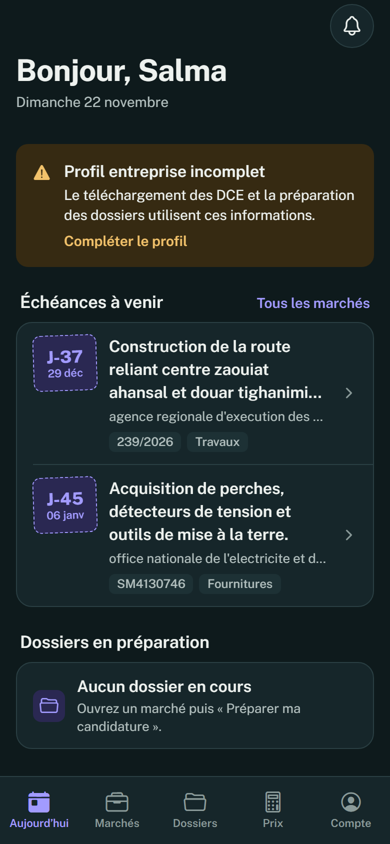 Bonjour, Salma
Dimanche 22 novembre
Profil entreprise incomplet
Le téléchargement des DCE et la préparation
des dossiers utilisent ces informations.
Compléter le profil
Échéances à venir
Tous les marchés
J-37
29 déc
Construction de la route
reliant centre zaouiat
ahansal et douar tighanimi...
agence regionale d'execution des ...
239/2026
Travaux
J-45
06 janv
Acquisition de perches,
détecteurs de tension et
outils de mise à la terre.
office nationale de l'electricite et d...
SM4130746
Fournitures
Dossiers en préparation
Aucun dossier en cours
Ouvrez un marché puis « Préparer ma
candidature ».
Aujourd'hui
Marchés
Dossiers
Prix
Compte